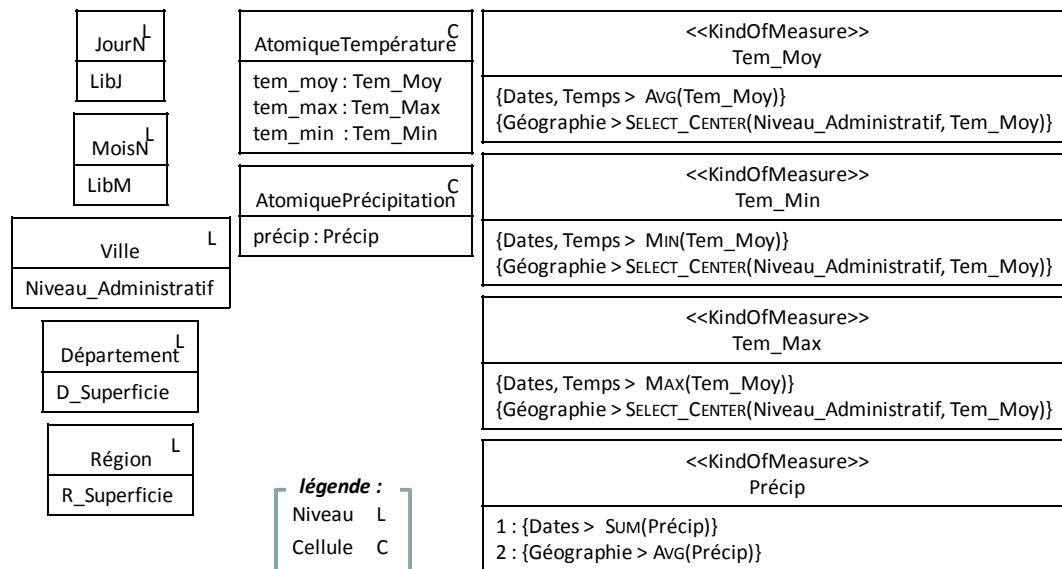 JourN L
LibJ
MoisN L
LibM
Ville L
Niveau_Administratif
Département L
D_Superficie
Région L
R_Superficie
AtomiqueTempérature C
tem_moy : Tem_Moy
tem_max : Tem_Max
tem_min : Tem_Min
AtomiquePrécipitation C
précip : Précip
légende :
Niveau L
Cellule C
<<KindOfMeasure>>
Tem_Moy
{Dates, Temps > AVG(Tem_Moy)}
{Géographie > SELECT_CENTER(Niveau_Administratif, Tem_Moy)}
<<KindOfMeasure>>
Tem_Min
{Dates, Temps > MIN(Tem_Moy)}
{Géographie > SELECT_CENTER(Niveau_Administratif, Tem_Moy)}
<<KindOfMeasure>>
Tem_Max
{Dates, Temps > MAX(Tem_Moy)}
{Géographie > SELECT_CENTER(Niveau_Administratif, Tem_Moy)}
<<KindOfMeasure>>
Précip
1 : {Dates > SUM(Précip)}
2 : {Géographie > AVG(Précip)}